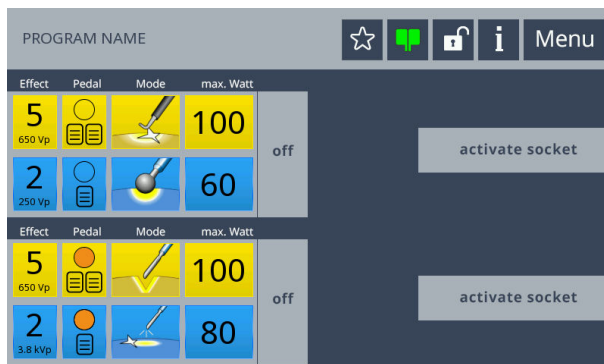 PROGRAM NAME
i
Menu
Effect Pedal Mode max. Watt
5
650 Vp
100
off
activate socket
2
250 Vp
60
Effect Pedal Mode max. Watt
5
650 Vp
100
off
activate socket
2
3.8 kVp
80